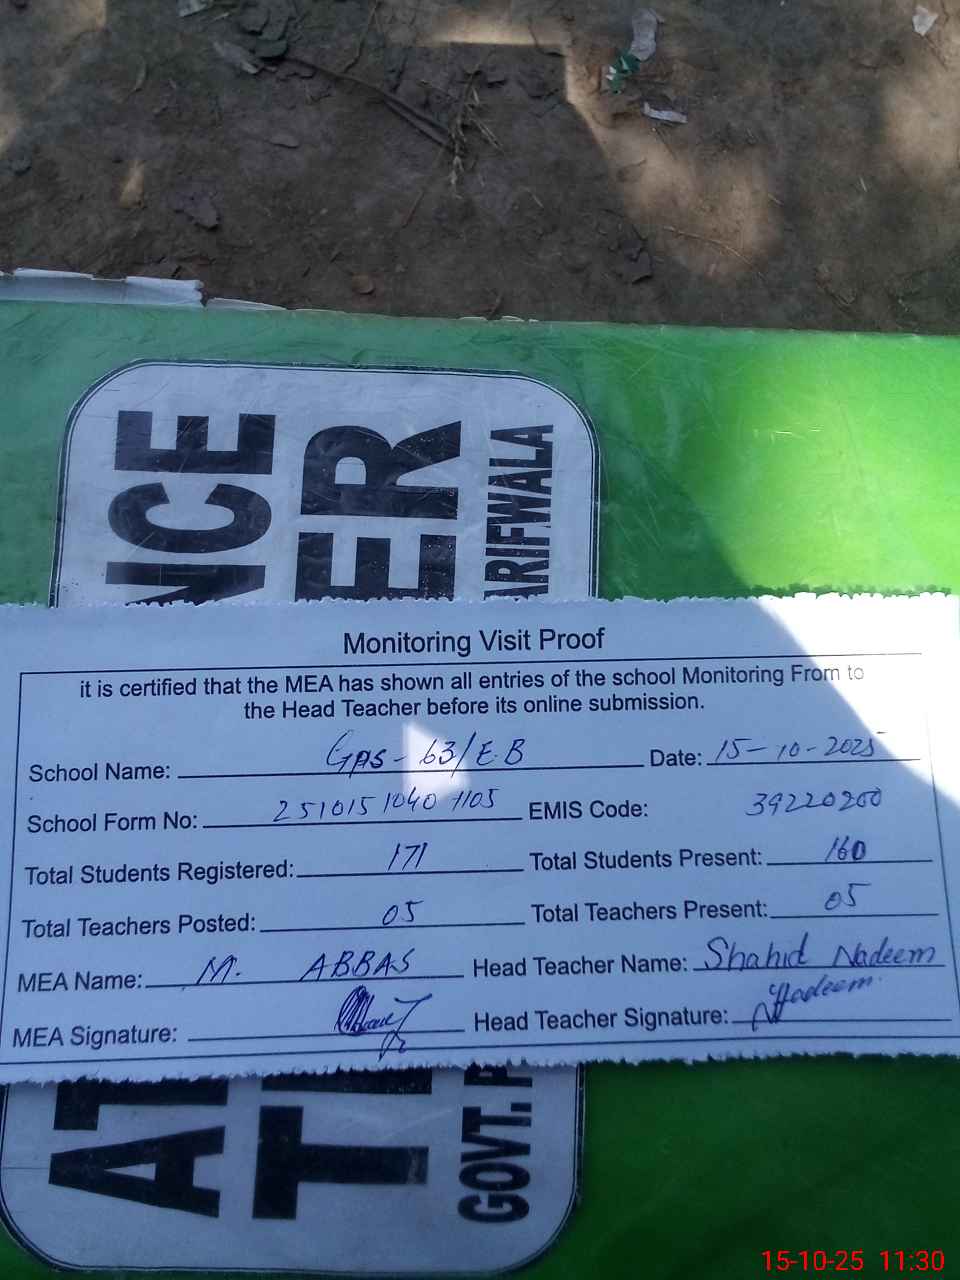 NCE
ER
ARIFWALA
Monitoring Visit Proof
it is certified that the MEA has shown all entries of the school Monitoring From to
the Head Teacher before its online submission.
School Name: GPS - 63/E.B Date: 15-10-2025
School Form No: 2510151040 1105 EMIS Code: 39220200
Total Students Registered: 171 Total Students Present: 160
Total Teachers Posted: 05 Total Teachers Present: 05
MEA Name: M. ABBAS Head Teacher Name: Shahid Nadeem
MEA Signature: Head Teacher Signature: Nadeem
AT
T
GOVT. P
15-10-25 11:30